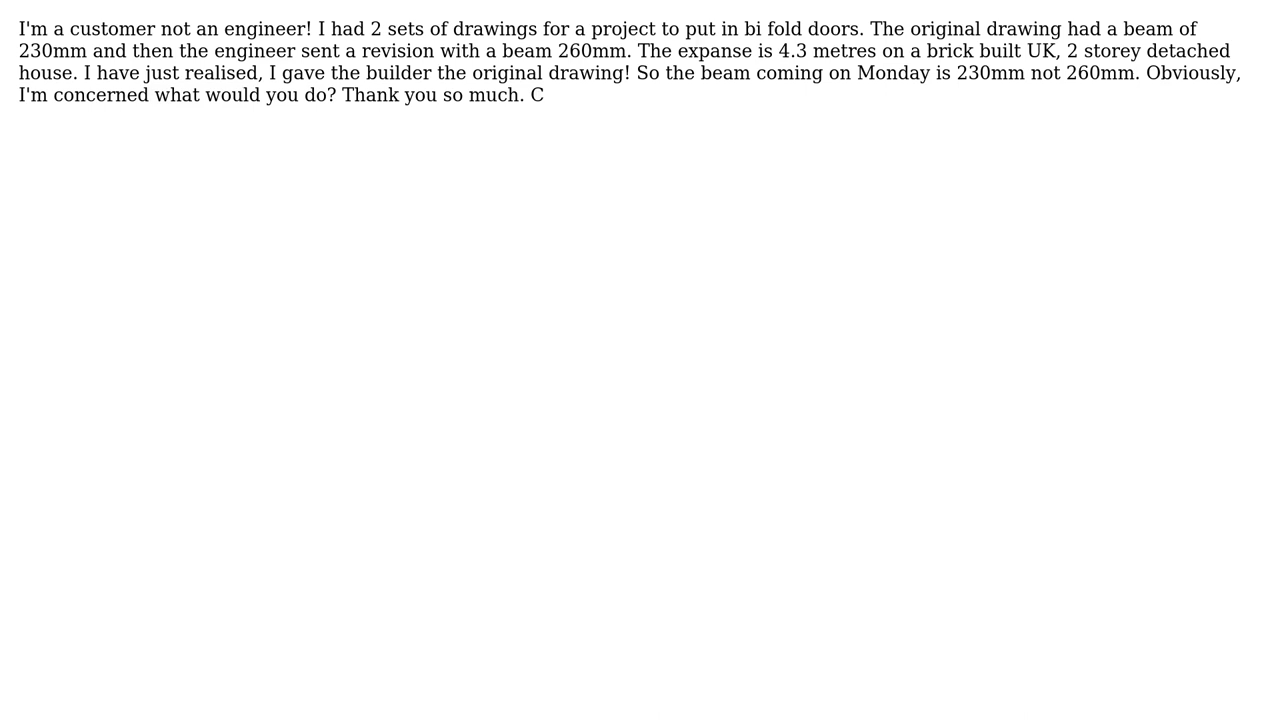 I'm a customer not an engineer! I had 2 sets of drawings for a project to put in bi fold doors. The original drawing had a beam of
230mm and then the engineer sent a revision with a beam 260mm. The expanse is 4.3 metres on a brick built UK, 2 storey detached
house. I have just realised, I gave the builder the original drawing! So the beam coming on Monday is 230mm not 260mm. Obviously,
I'm concerned what would you do? Thank you so much. C